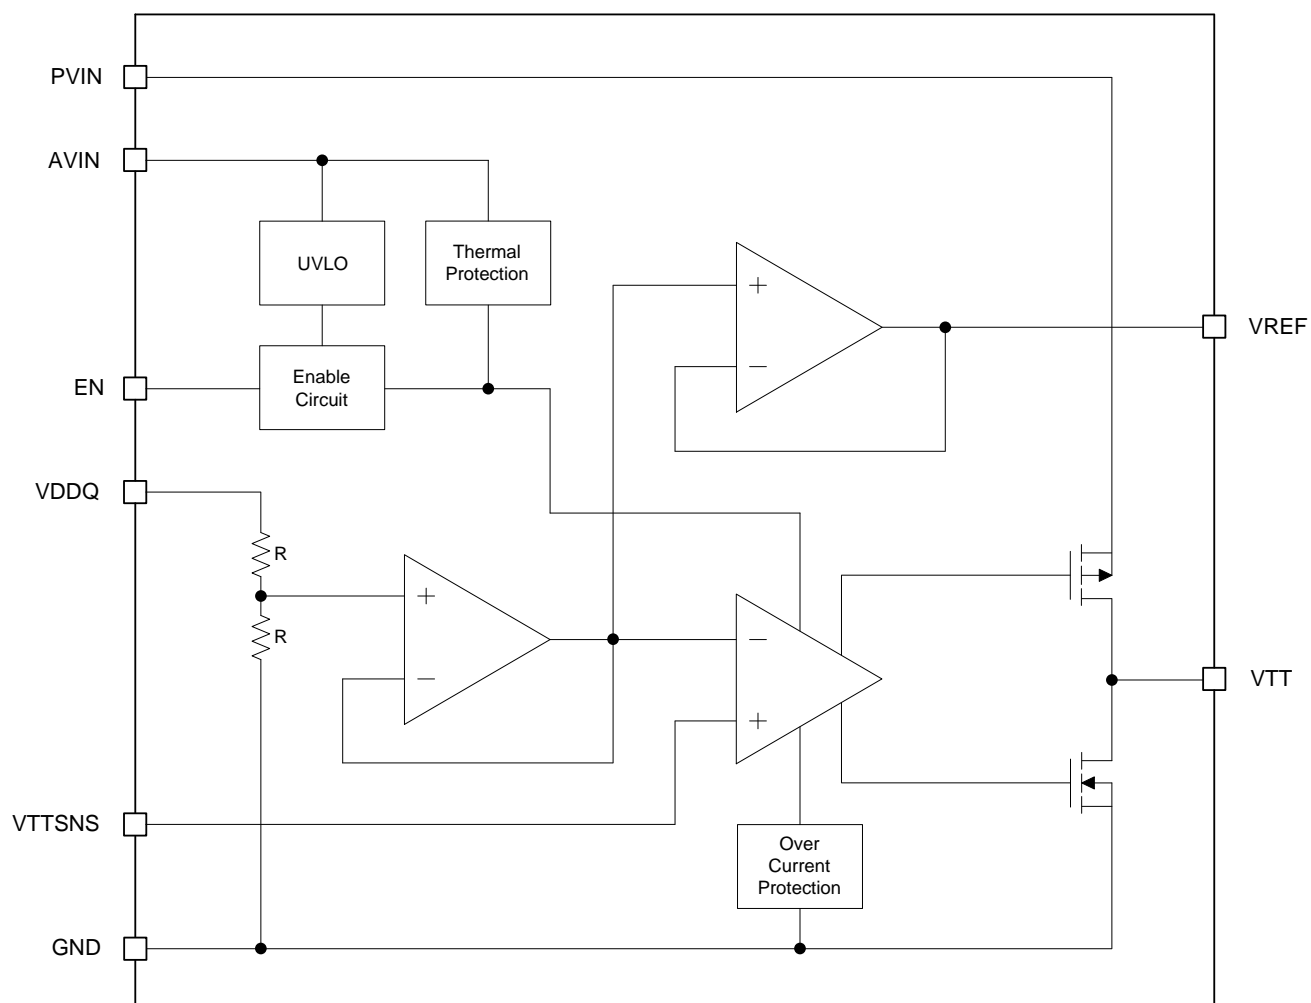 PVIN
AVIN
UVLO
Thermal
Protection
+
−
VREF
EN
Enable
Circuit
VDDQ
R
R
+
−
−
+
VTT
VTTSNS
Over
Current
Protection
GND